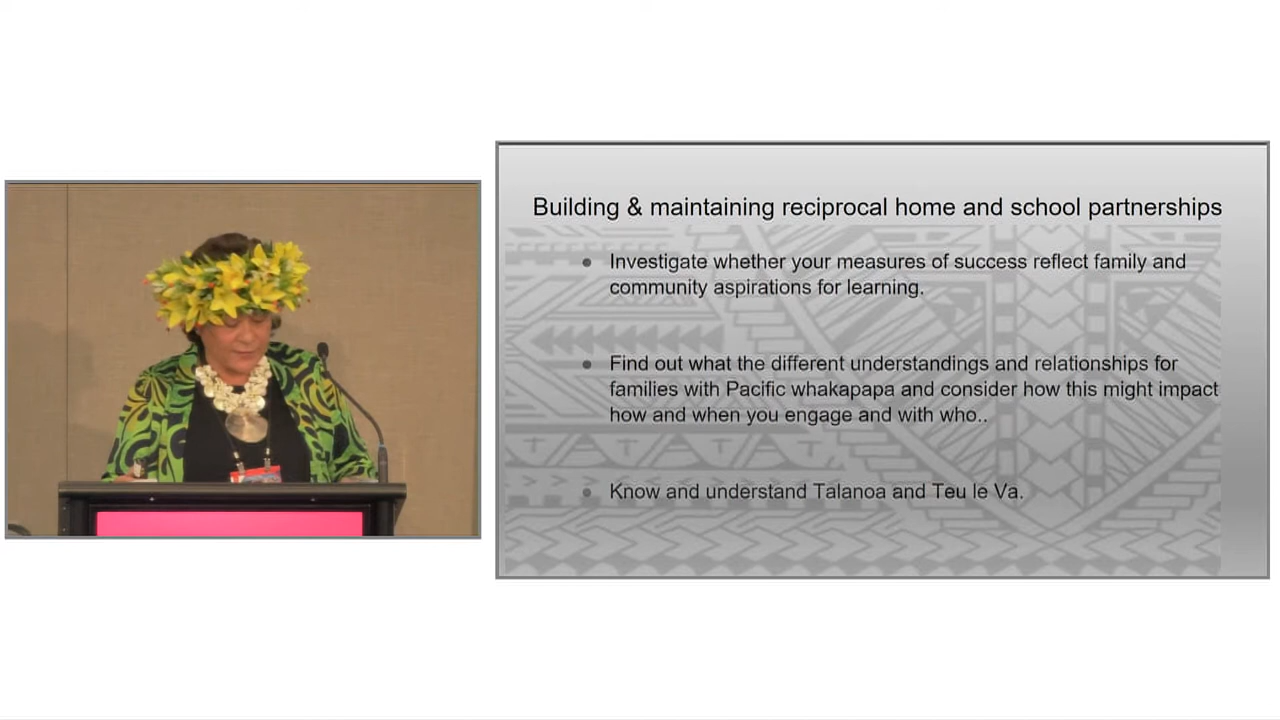 Building & maintaining reciprocal home and school partnerships
● Investigate whether your measures of success reflect family and
community aspirations for learning.
● Find out what the different understandings and relationships for
families with Pacific whakapapa and consider how this might impact
how and when you engage and with who..
● Know and understand Talanoa and Teu le Va.